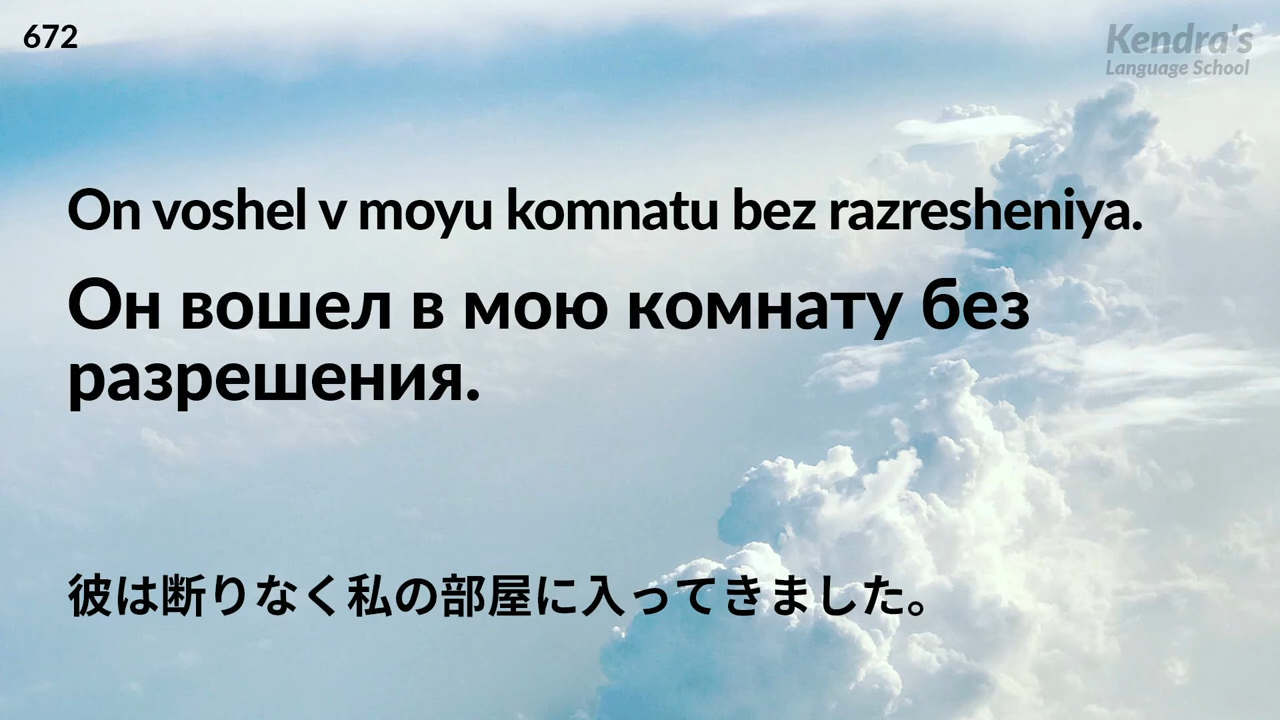 672
Kendra's
Language School
On voshel v moyu komnatu bez razresheniya.
Он вошел в мою комнату без
разрешения.
彼は断りなく私の部屋に入ってきました。